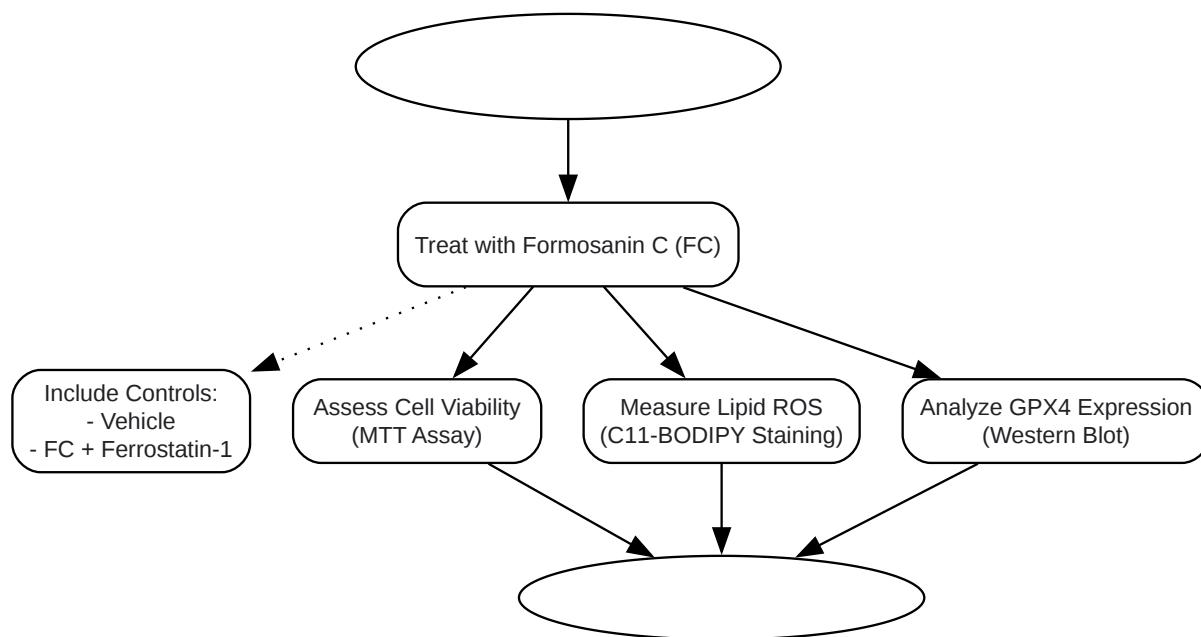 Treat with Formosanin C (FC)
Include Controls:
- Vehicle
- FC + Ferrostatin-1
Assess Cell Viability
(MTT Assay)
Measure Lipid ROS
(C11-BODIPY Staining)
Analyze GPX4 Expression
(Western Blot)